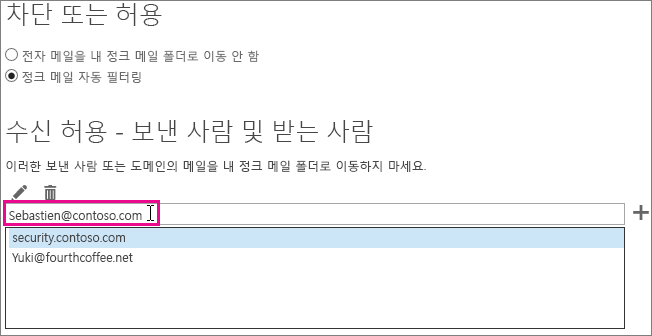 차단 또는 허용
전자 메일을 내 정크 메일 폴더로 이동 안 함
정크 메일 자동 필터링
수신 허용 - 보낸 사람 및 받는 사람
이러한 보낸 사람 또는 도메인의 메일을 내 정크 메일 폴더로 이동하지 마세요.
Sebastien@contoso.com
security.contoso.com
Yuki@fourthcoffee.net